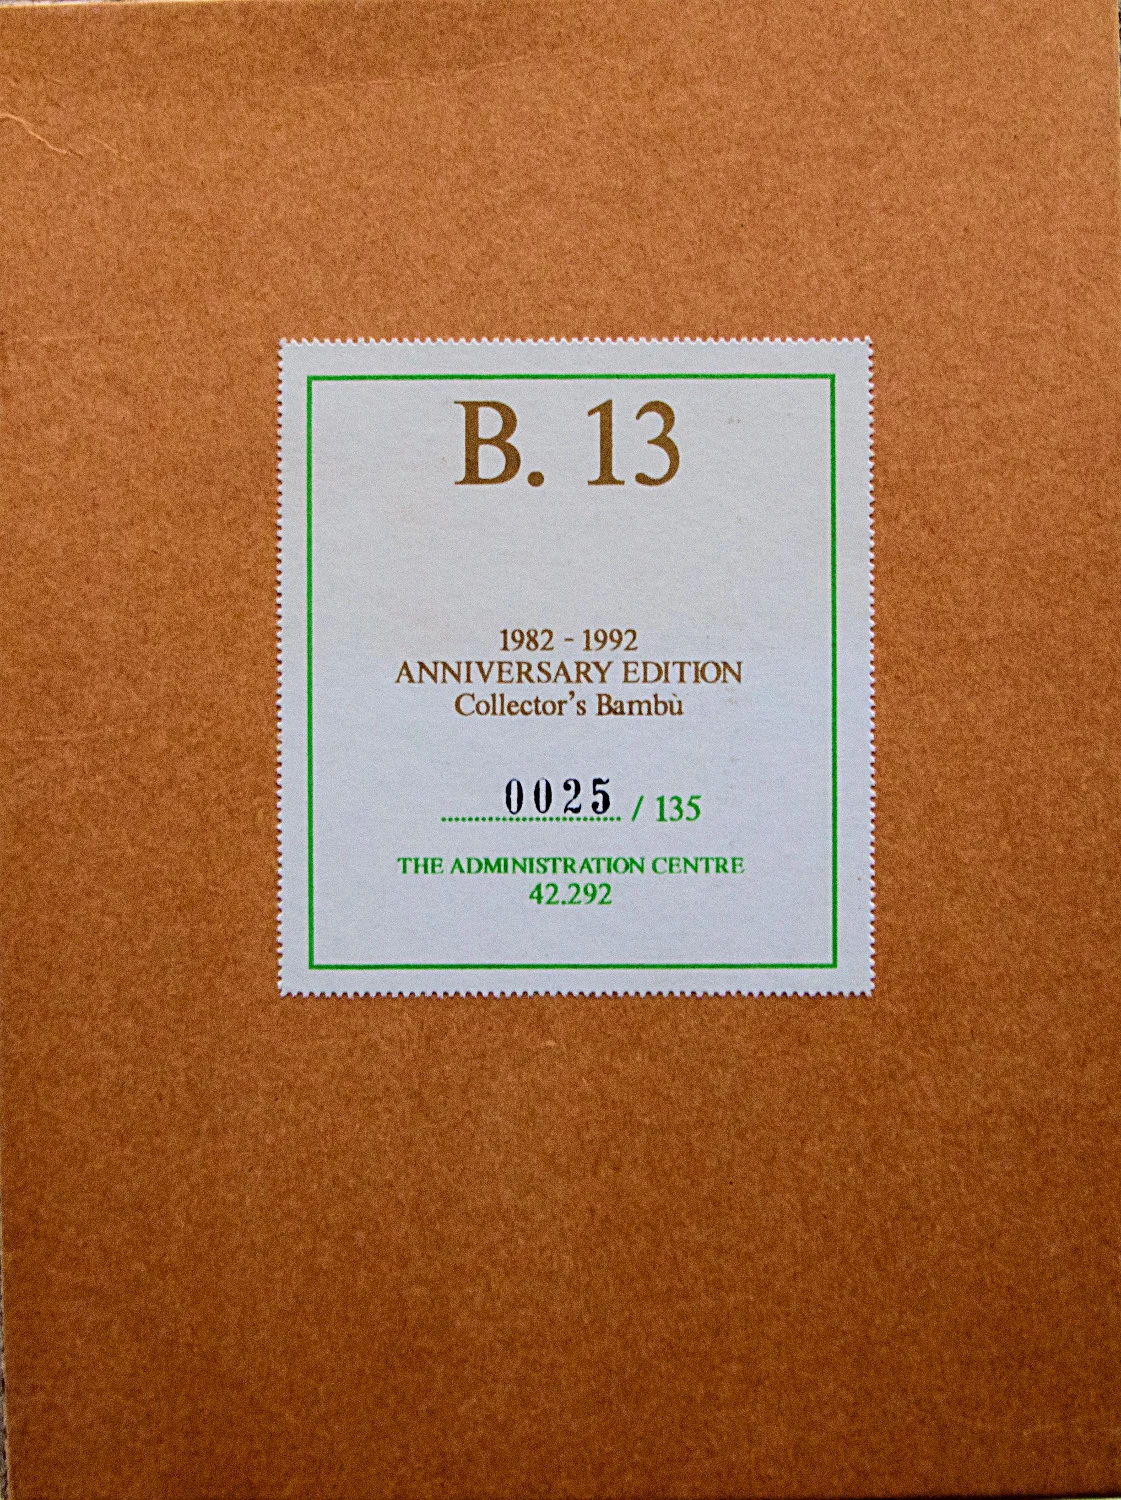 B. 13
1982 - 1992
ANNIVERSARY EDITION
Collector's Bambù
0025 / 135
THE ADMINISTRATION CENTRE
42.292